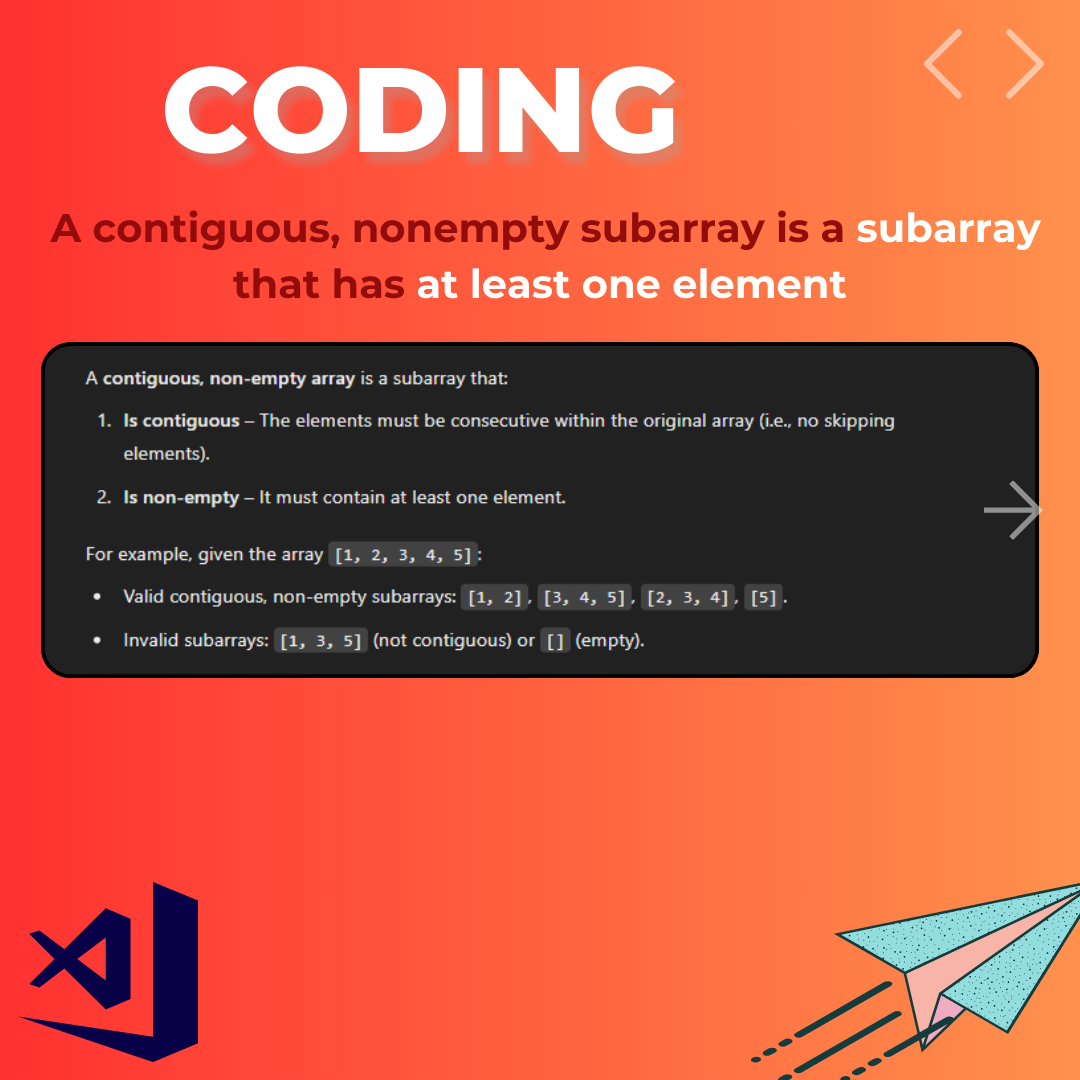 CODING
A contiguous, nonempty subarray is a subarray
that has at least one element
A contiguous, non-empty array is a subarray that:
1. Is contiguous – The elements must be consecutive within the original array (i.e., no skipping
elements).
2. Is non-empty – It must contain at least one element.
For example, given the array [1, 2, 3, 4, 5]:
• Valid contiguous, non-empty subarrays: [1, 2], [3, 4, 5], [2, 3, 4], [5].
• Invalid subarrays: [1, 3, 5] (not contiguous) or [] (empty).